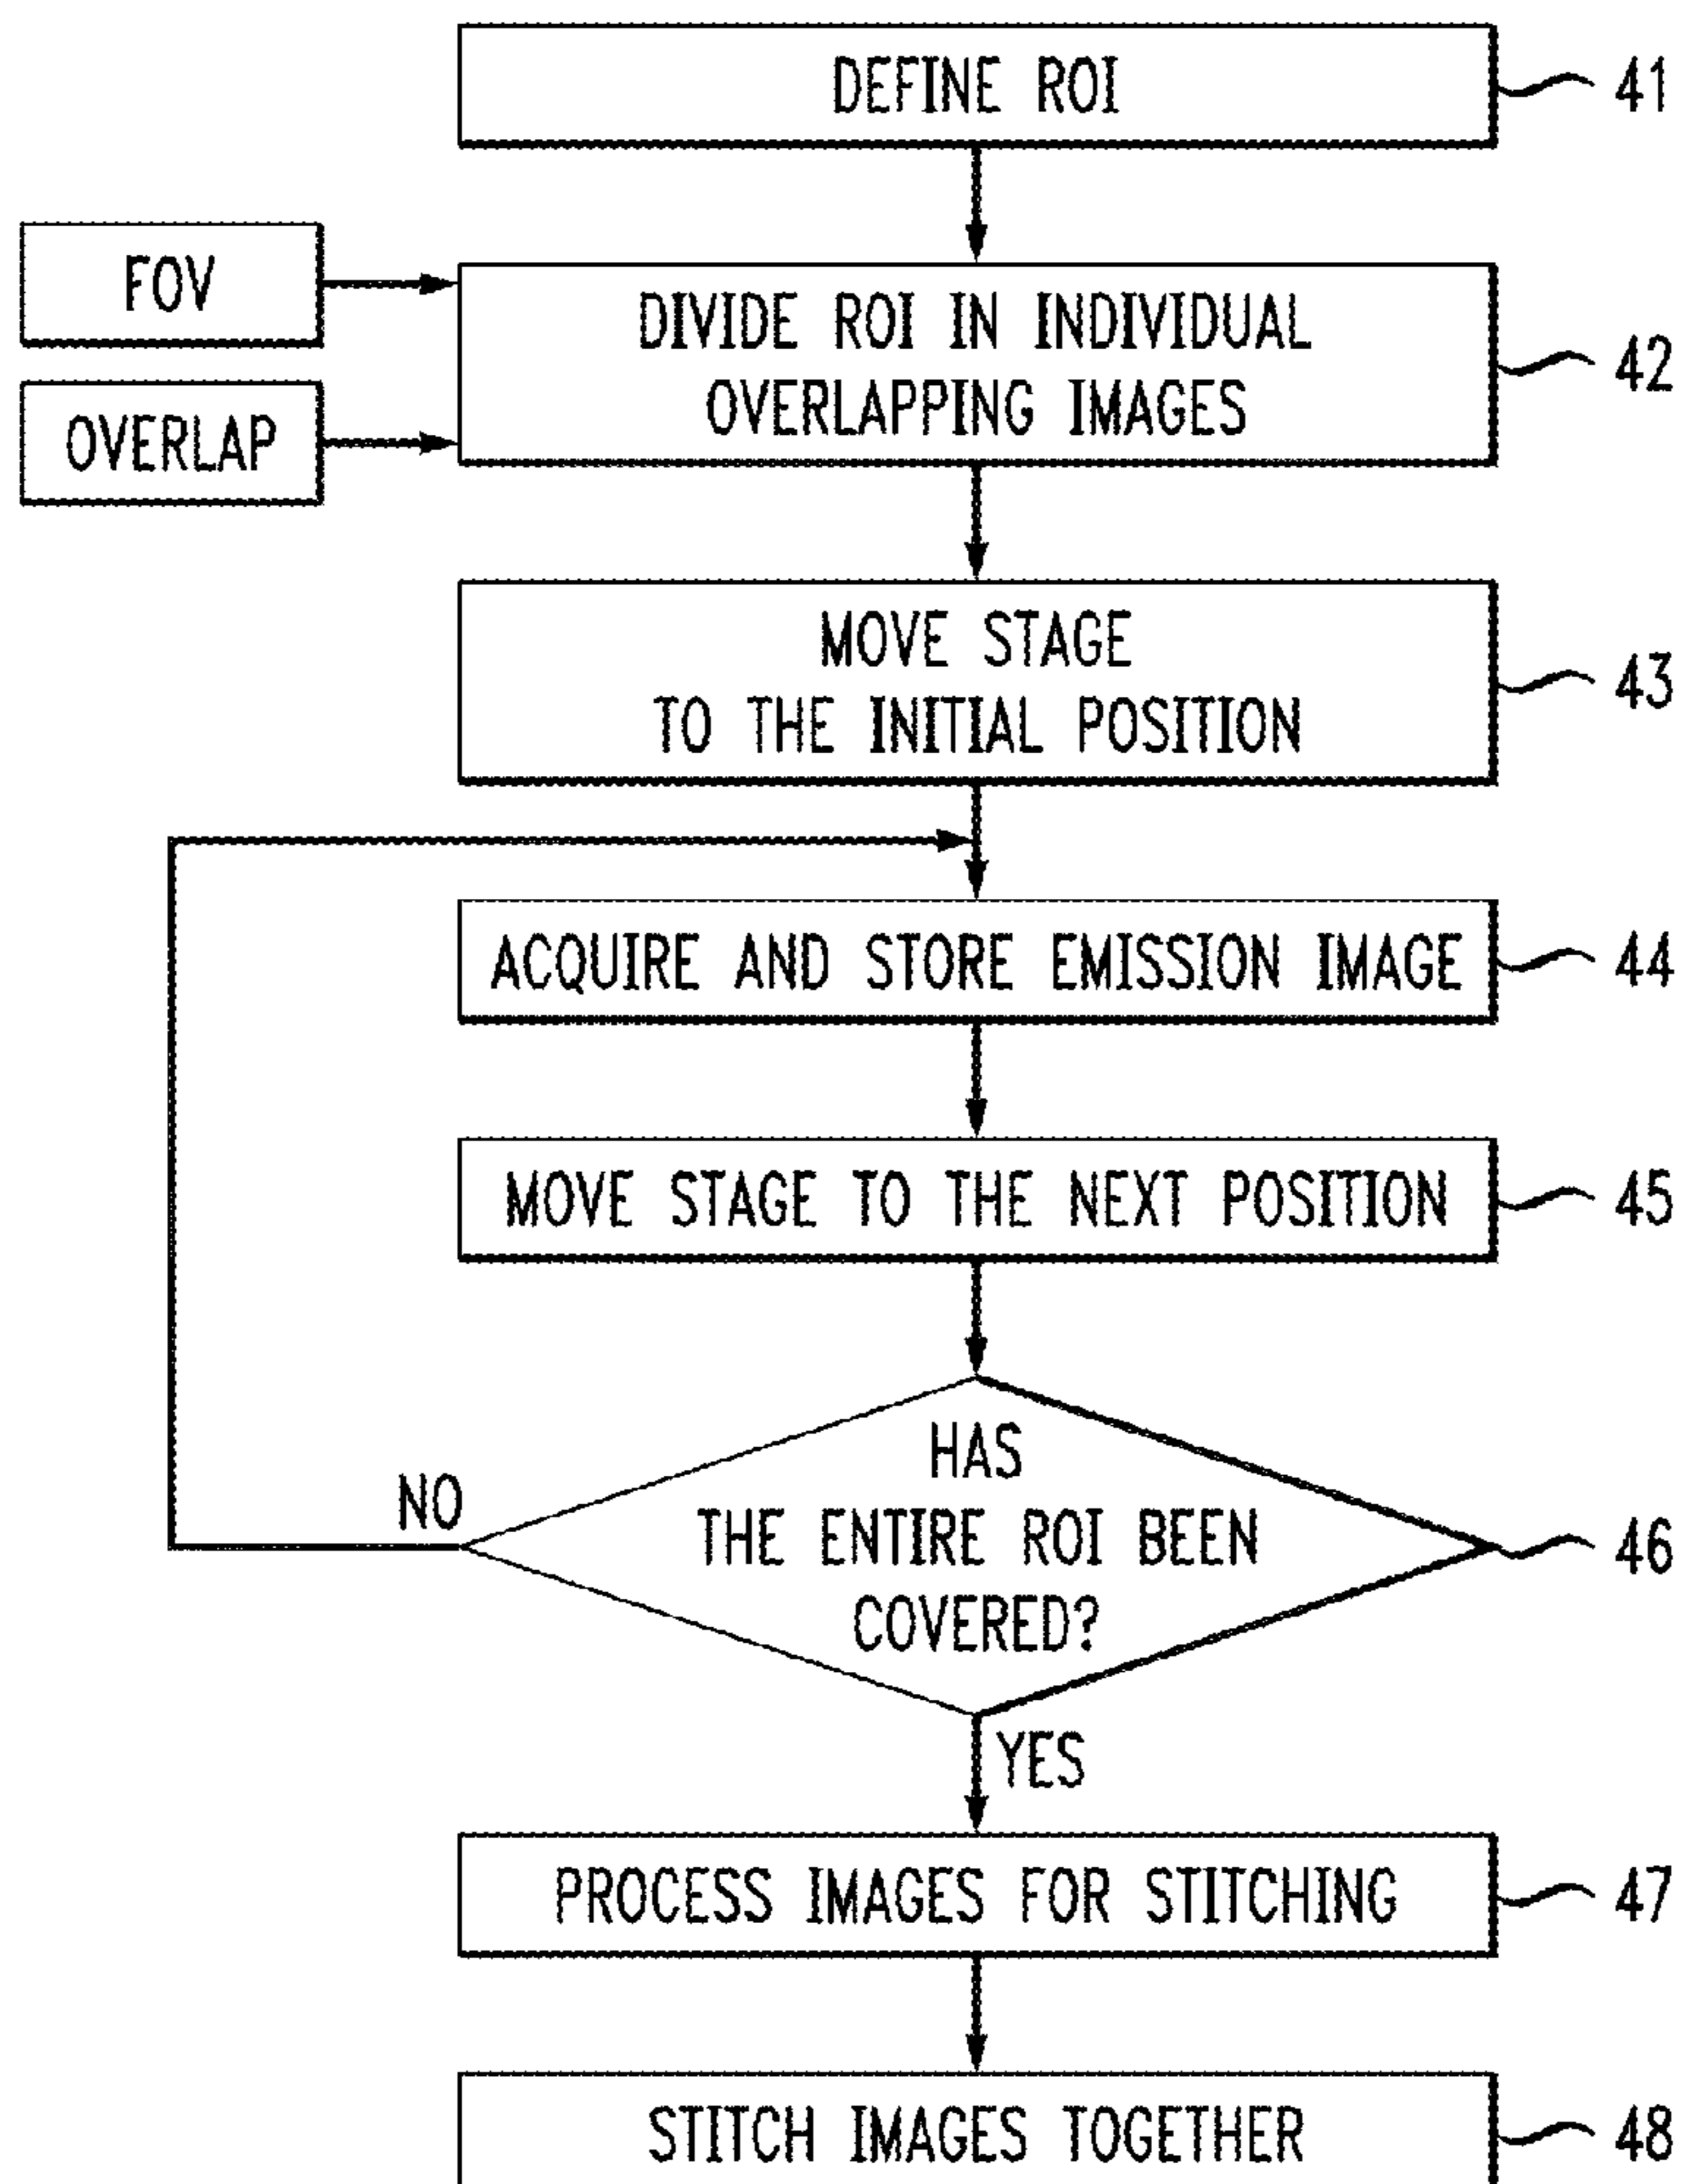 DEFINE ROI
41
FOV
OVERLAP
DIVIDE ROI IN INDIVIDUAL
OVERLAPPING IMAGES
42
MOVE STAGE
TO THE INITIAL POSITION
43
ACQUIRE AND STORE EMISSION IMAGE
44
MOVE STAGE TO THE NEXT POSITION
45
HAS
THE ENTIRE ROI BEEN
COVERED?
46
NO
YES
PROCESS IMAGES FOR STITCHING
47
STITCH IMAGES TOGETHER
48